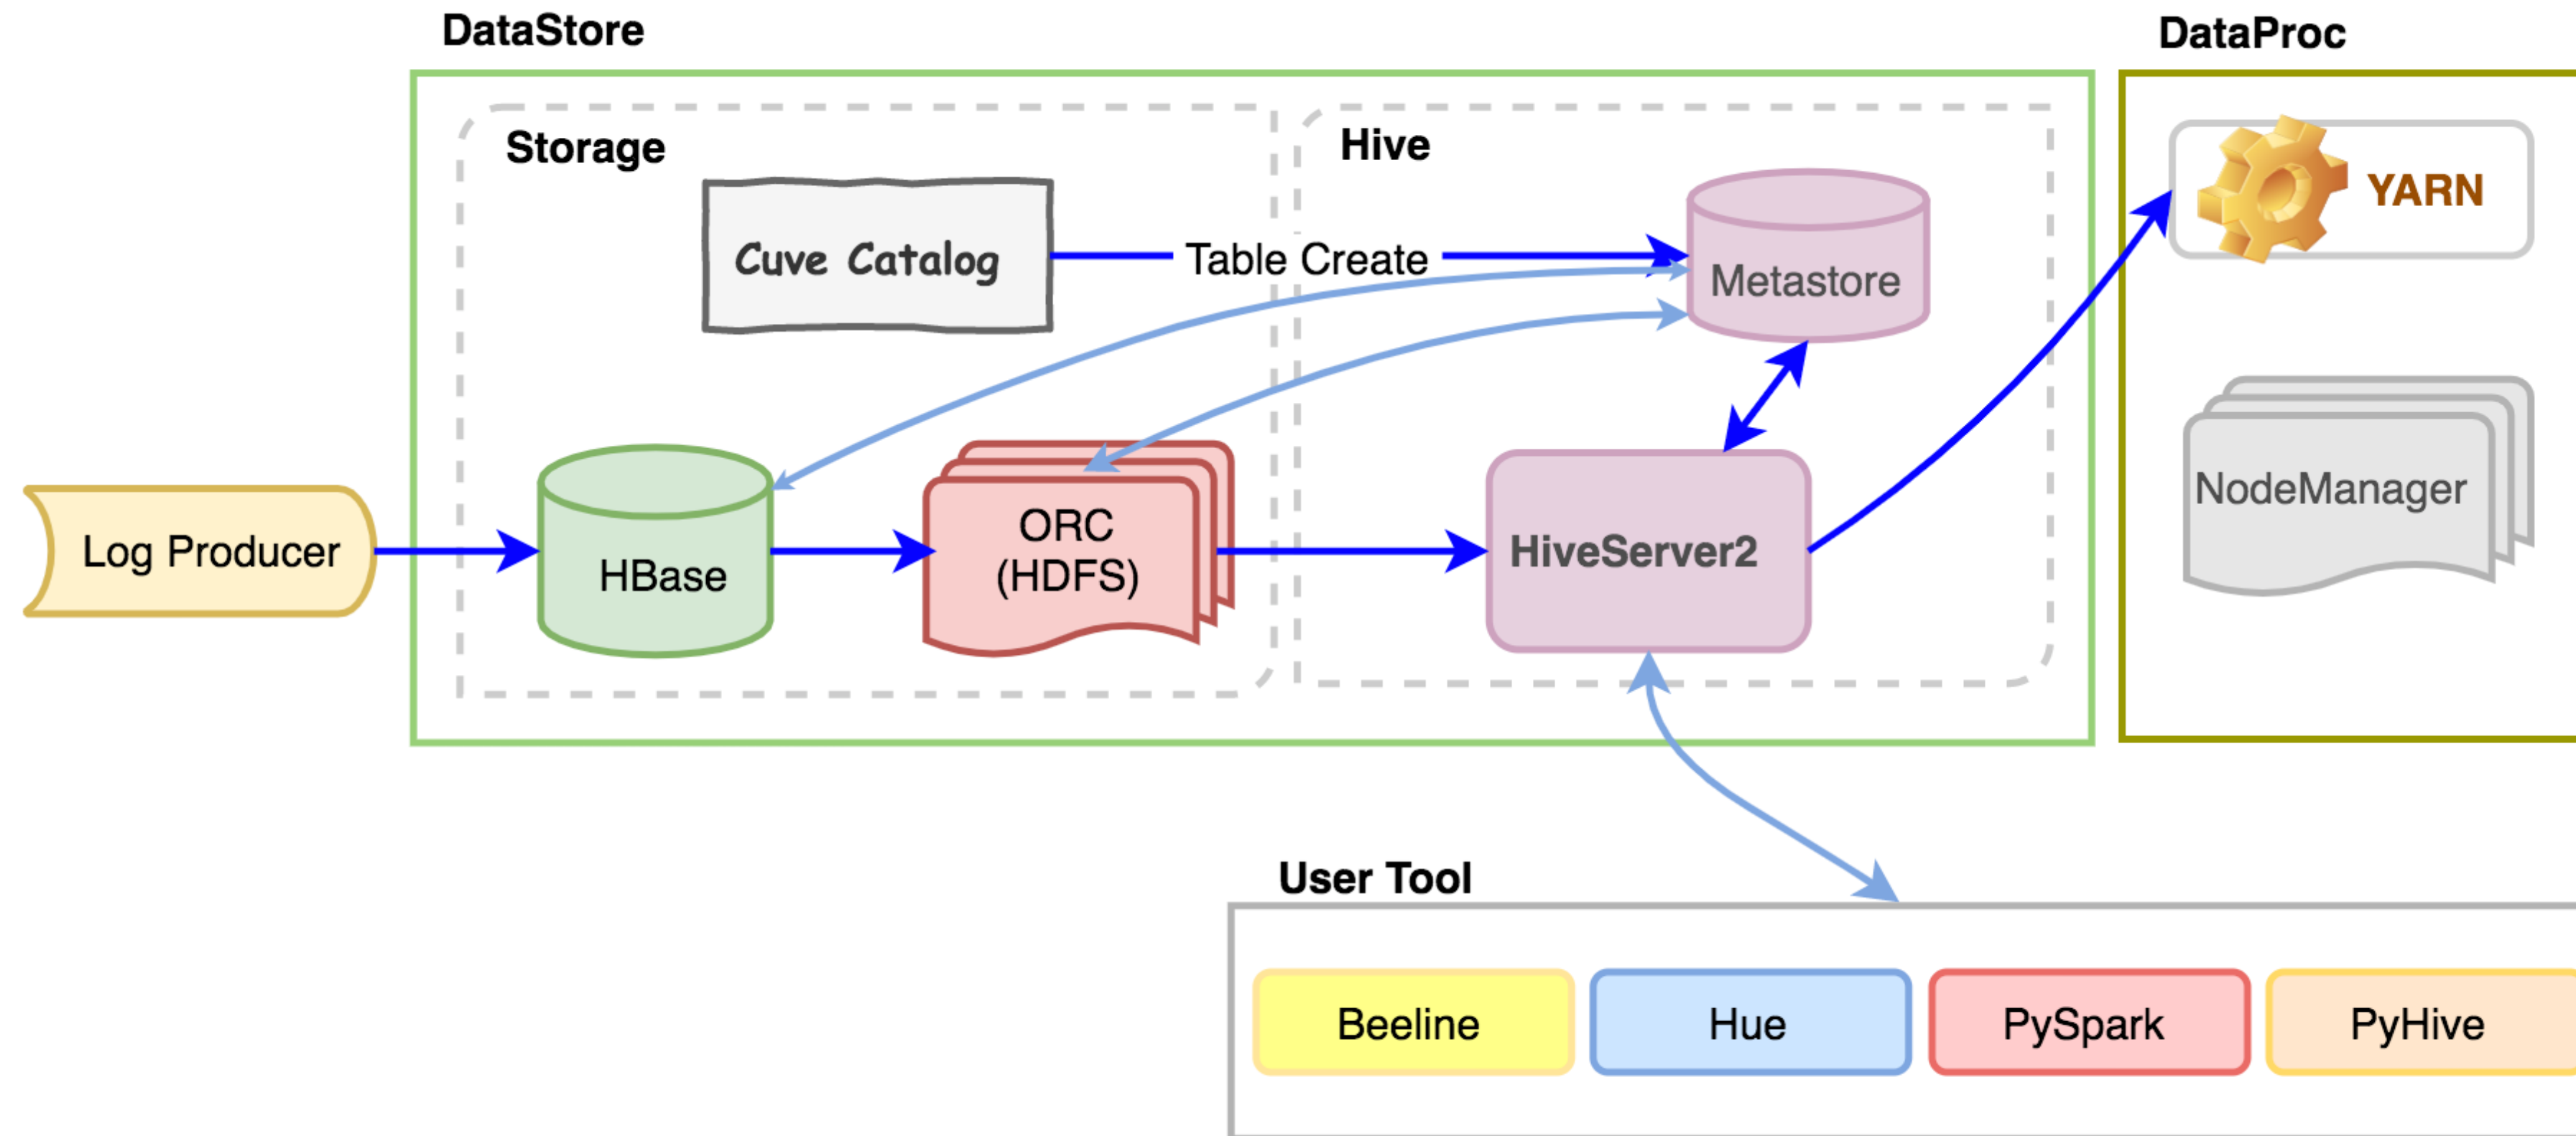 DataStore
DataProc
Storage
Hive
YARN
Cuve Catalog
Table Create
Metastore
NodeManager
Log Producer
HBase
ORC
(HDFS)
HiveServer2
User Tool
Beeline
Hue
PySpark
PyHive